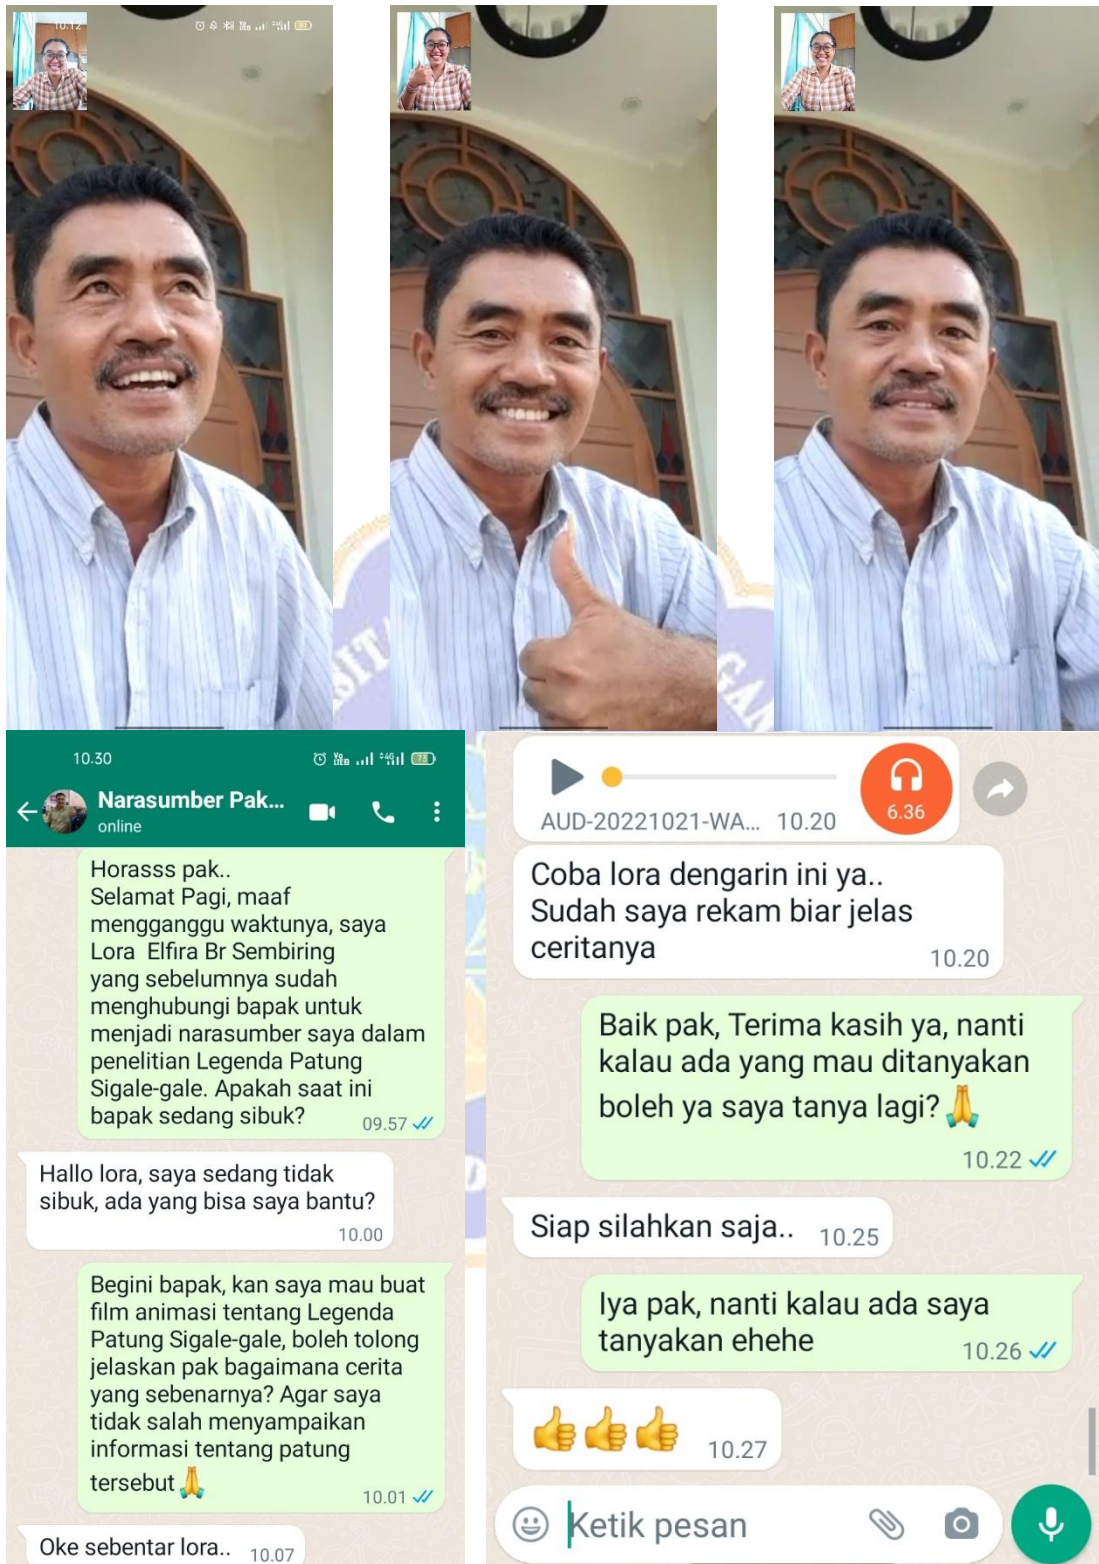 10.12
10.30
73
Narasumber Pak...
online
Horasss pak..
Selamat Pagi, maaf
mengganggu waktunya, saya
Lora Elfira Br Sembiring
yang sebelumnya sudah
menghubungi bapak untuk
menjadi narasumber saya dalam
penelitian Legenda Patung
Sigale-gale. Apakah saat ini
bapak sedang sibuk?
09.57
Hallo lora, saya sedang tidak
sibuk, ada yang bisa saya bantu?
10.00
Begini bapak, kan saya mau buat
film animasi tentang Legenda
Patung Sigale-gale, boleh tolong
jelaskan pak bagaimana cerita
yang sebenarnya? Agar saya
tidak salah menyampaikan
informasi tentang patung
tersebut🙏
10.01
Oke sebentar lora.. 10.07
6.36
AUD-20221021-WA... 10.20
Coba lora dengarin ini ya..
Sudah saya rekam biar jelas
ceritanya
10.20
Baik pak, Terima kasih ya, nanti
kalau ada yang mau ditanyakan
boleh ya saya tanya lagi?🙏
10.22
Siap silahkan saja.. 10.25
Iya pak, nanti kalau ada saya
tanyakan ehehe
10.26
👍👍👍 10.27
Ketik pesan